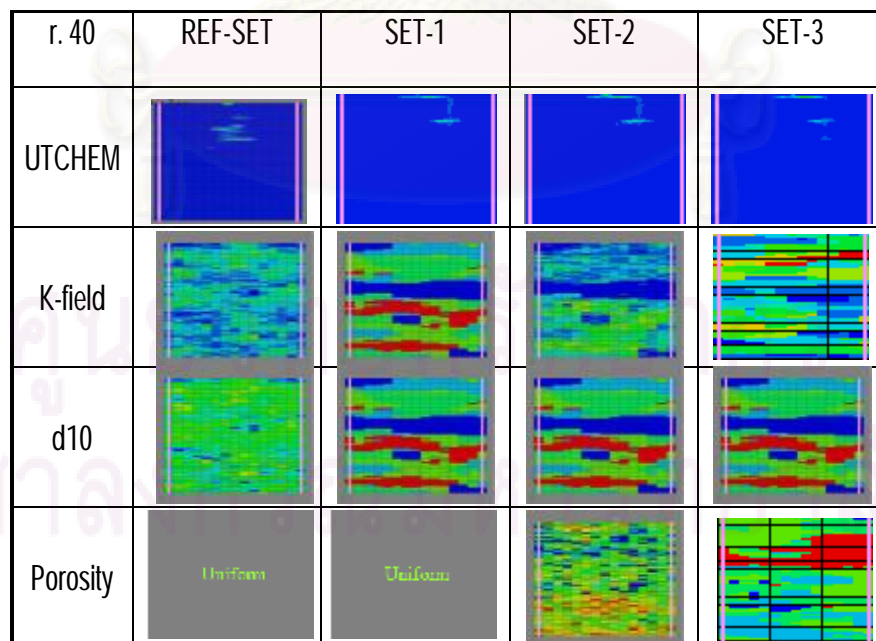 r. 40 REF-SET SET-1 SET-2 SET-3
UTCHEM
K-field
d10
Porosity Uniform Uniform